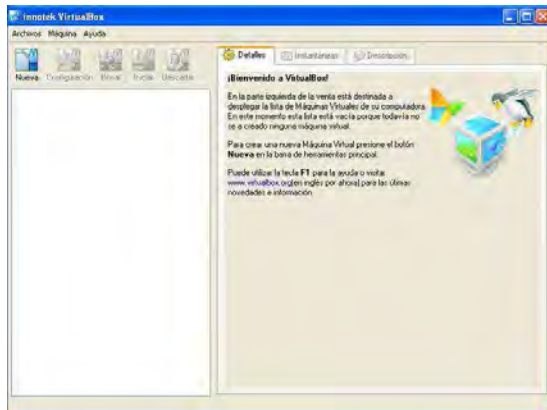 innotek VirtualBox
Archivos Máquina Ayuda
Nueva Configuración Borrar Iniciar Descartar
Detalles Instantáneas Descripción
¡Bienvenido a VirtualBox!
En la parte izquierda de la venta está destinada a
desplegar la lista de Máquinas Virtuales de su computadora.
En este momento esta lista está vacía porque todavía no
se a creado ninguna máquina virtual.
Para crear una nueva Máquina Virtual presione el botón
Nueva en la barra de herramientas principal.
Puede utilizar la tecla F1 para la ayuda o visitar
www.virtualbox.org(en inglés por ahora) para las úlimas
novedades e información.